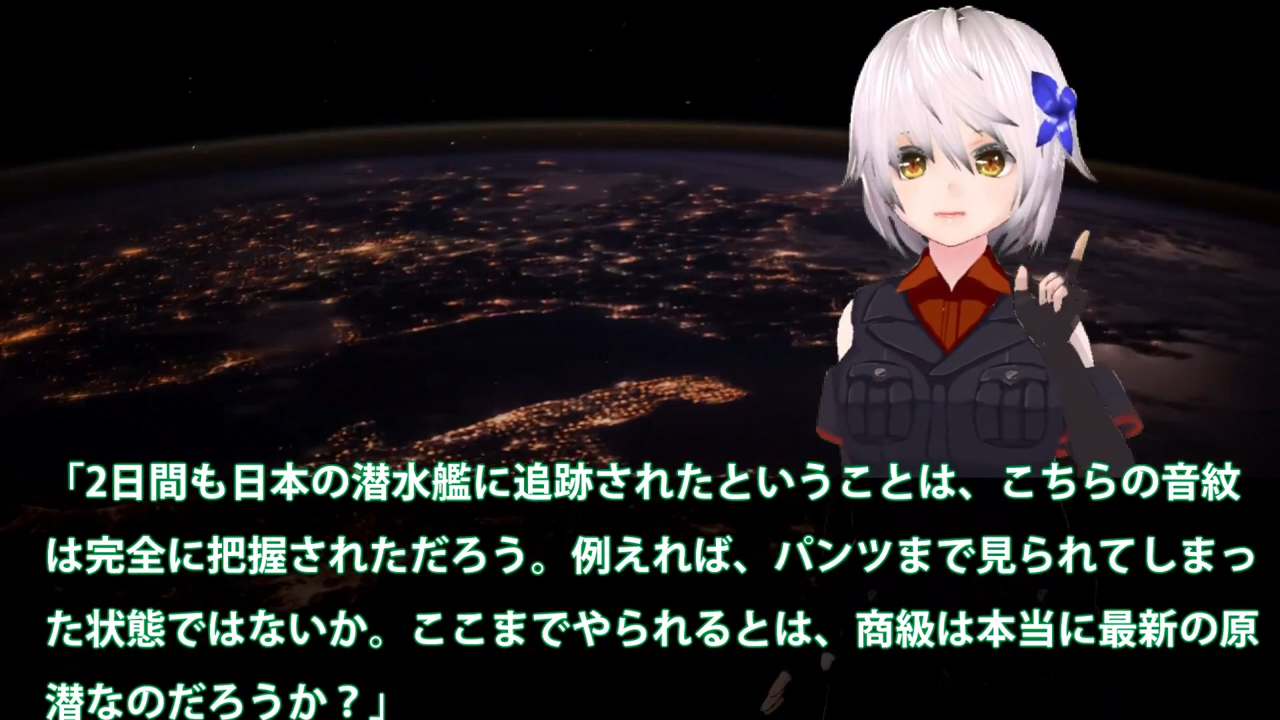 「2日間も日本の潜水艦に追跡されたということは、こちらの音紋
は完全に把握されただろう。例えれば、パンツまで見られてしまっ
た状態ではないか。ここまでやられるとは、商級は本当に最新の原
潜なのだろうか？」